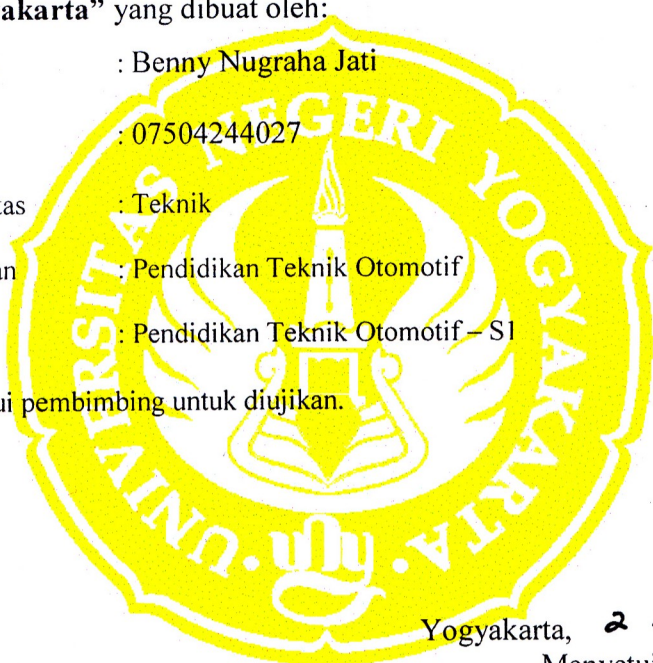 akarta” yang dibuat oleh:
: Benny Nugraha Jati
: 07504244027
tas : Teknik
an : Pendidikan Teknik Otomotif
: Pendidikan Teknik Otomotif – S1
ui pembimbing untuk diujikan.
UNIVERSITAS NEGERI YOGYAKARTA
uny
Yogyakarta, 2
Menyetuj